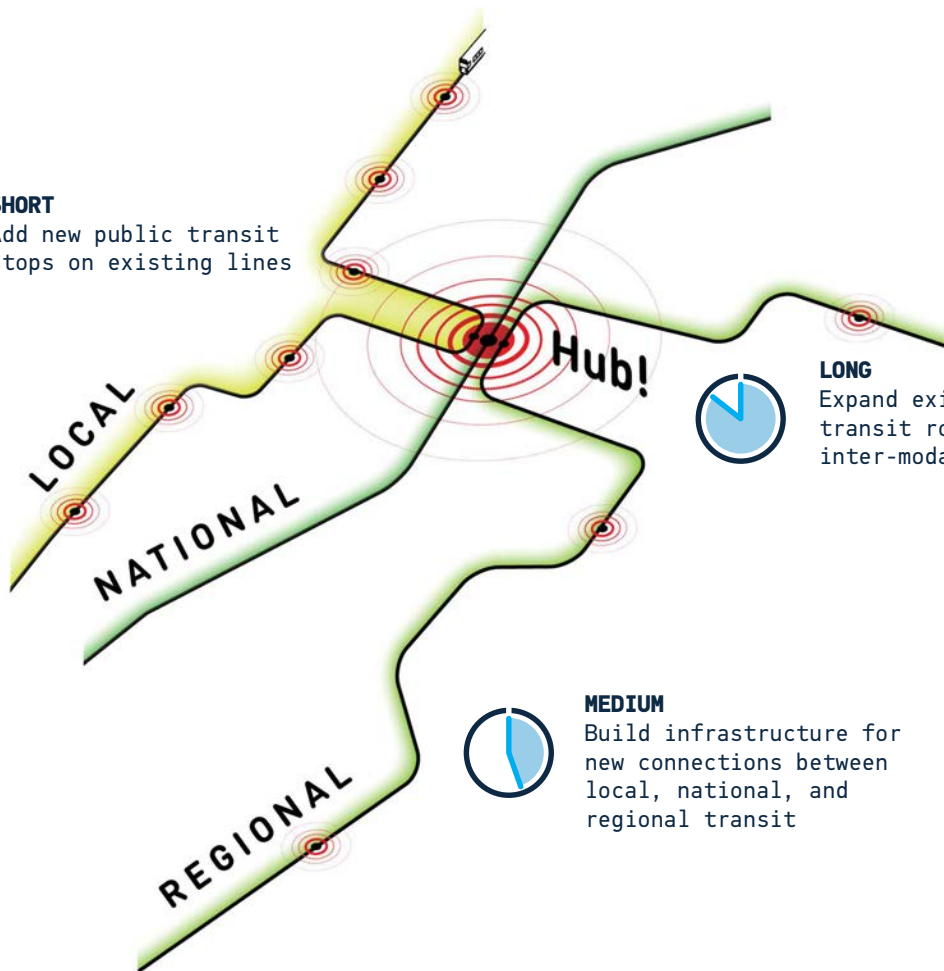 SHORT
Add new public transit
tops on existing lines
Hub!
LONG
Expand exi
transit ro
inter-moda
LOCAL
NATIONAL
MEDIUM
Build infrastructure for
new connections between
local, national, and
regional transit
REGIONAL